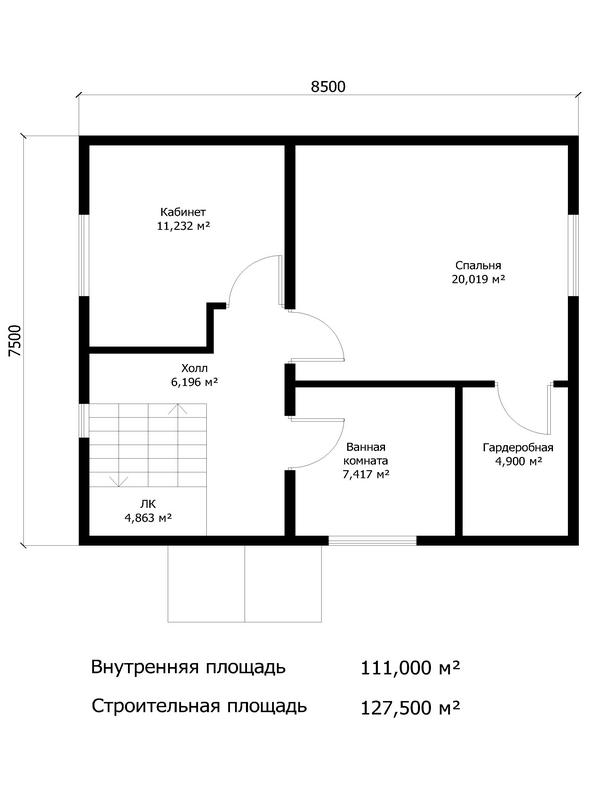 8500
7500
Кабинет
11,232 м²
Спальня
20,019 м²
Холл
6,196 м²
Ванная
комната
7,417 м²
Гардеробная
4,900 м²
ЛК
4,863 м²
Внутренняя площадь 111,000 м²
Строительная площадь 127,500 м²